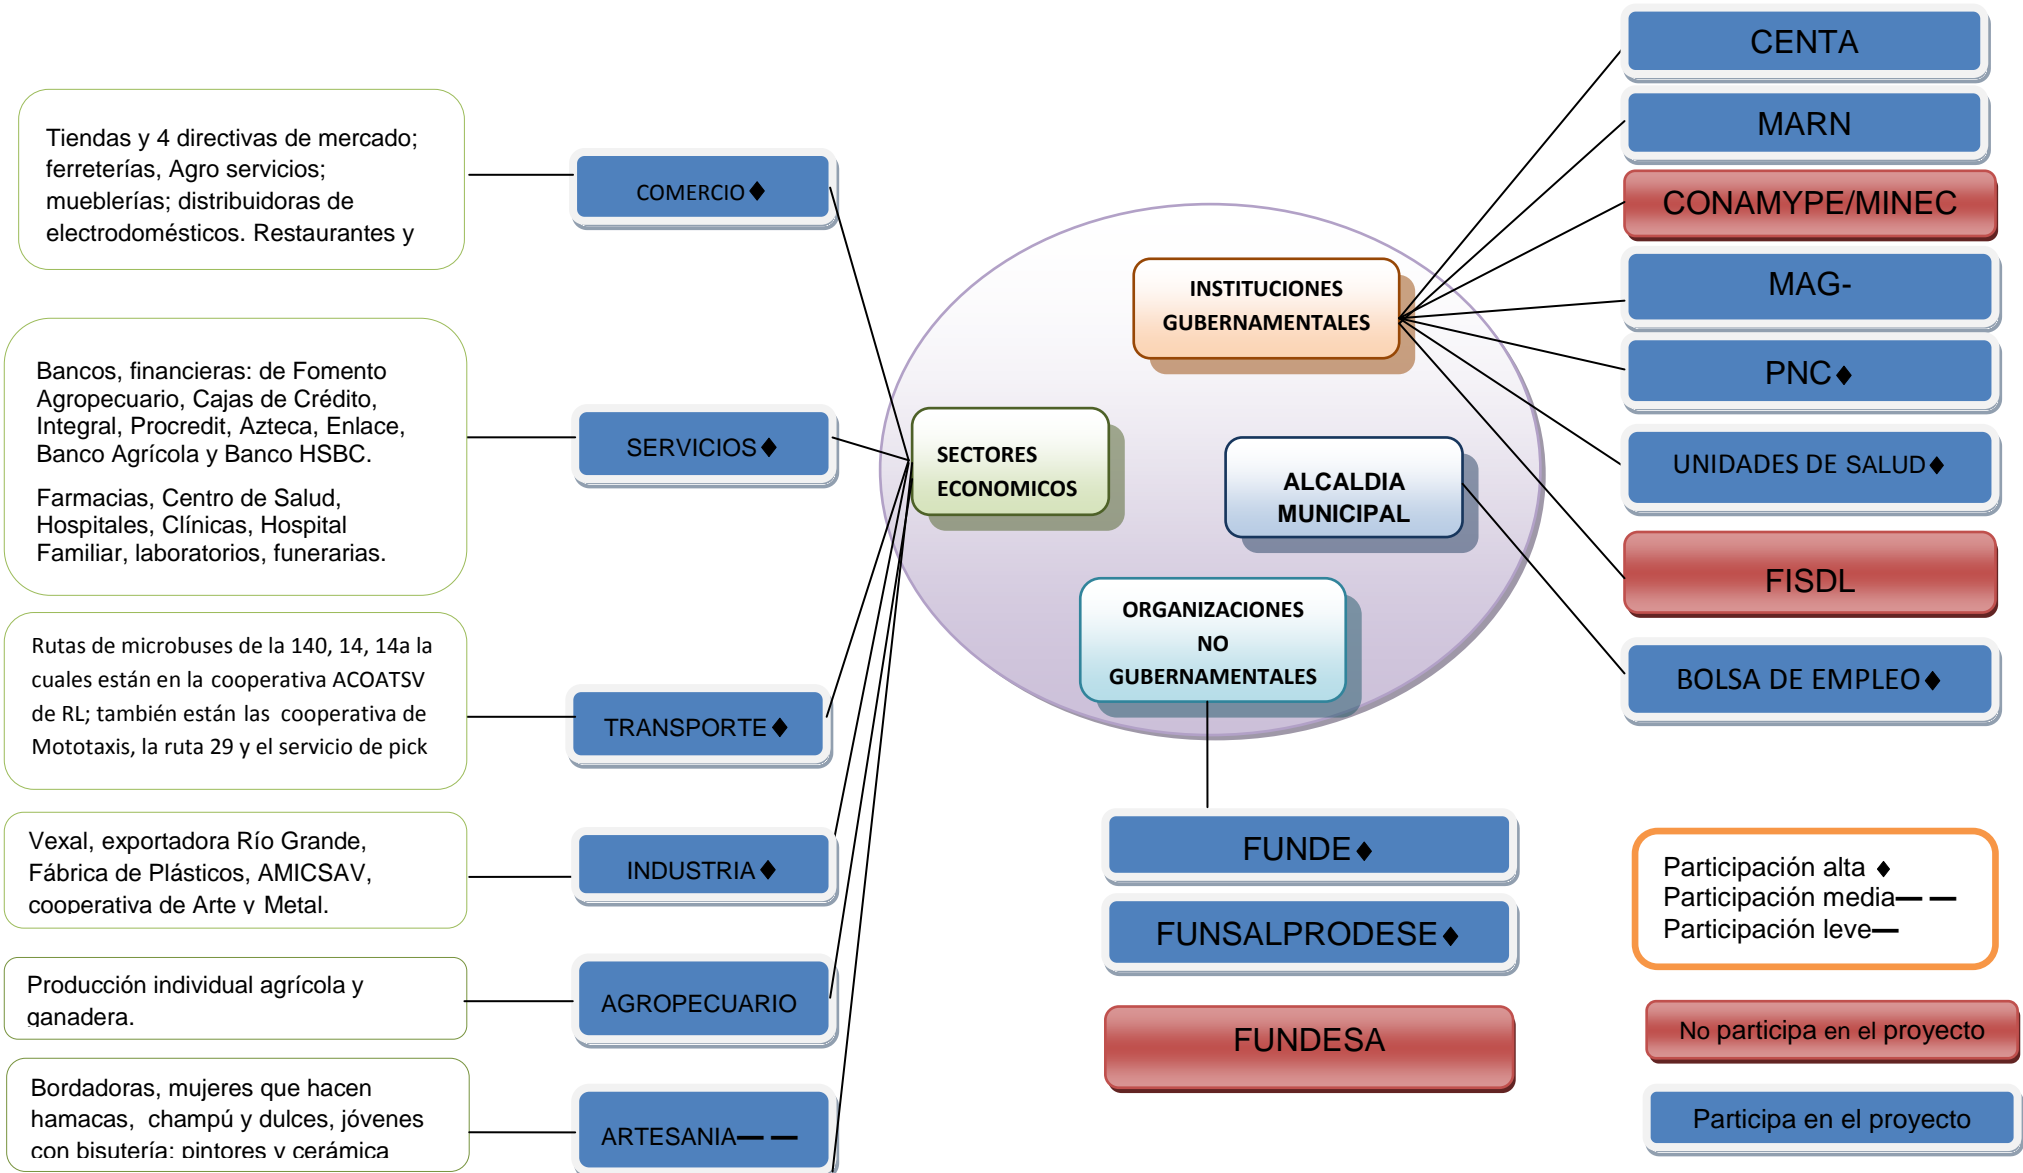 Tiendas y 4 directivas de mercado;
ferreterías, Agro servicios;
mueblerías; distribuidoras de
electrodomésticos. Restaurantes y
COMERCIO♦
Bancos, financieras: de Fomento
Agropecuario, Cajas de Crédito,
Integral, Procredit, Azteca, Enlace,
Banco Agrícola y Banco HSBC.
Farmacias, Centro de Salud,
Hospitales, Clínicas, Hospital
Familiar, laboratorios, funerarias.
SERVICIOS♦
Rutas de microbuses de la 140, 14, 14a la
cuales están en la cooperativa ACOATSV
de RL; también están las cooperativa de
Mototaxis, la ruta 29 y el servicio de pick
TRANSPORTE♦
Vexal, exportadora Río Grande,
Fábrica de Plásticos, AMICSAV,
cooperativa de Arte y Metal.
INDUSTRIA♦
Producción individual agrícola y
ganadera.
AGROPECUARIO
Bordadoras, mujeres que hacen
hamacas, champú y dulces, jóvenes
con bisutería; pintores y cerámica
ARTESANIA— —
SECTORES
ECONOMICOS
INSTITUCIONES
GUBERNAMENTALES
ALCALDIA
MUNICIPAL
ORGANIZACIONES
NO
GUBERNAMENTALES
FUNDE♦
FUNSALPRODESE♦
FUNDESA
CENTA
MARN
CONAMYPE/MINEC
MAG-
PNC♦
UNIDADES DE SALUD♦
FISDL
BOLSA DE EMPLEO♦
Participación alta ♦
Participación media— —
Participación leve—
No participa en el proyecto
Participa en el proyecto